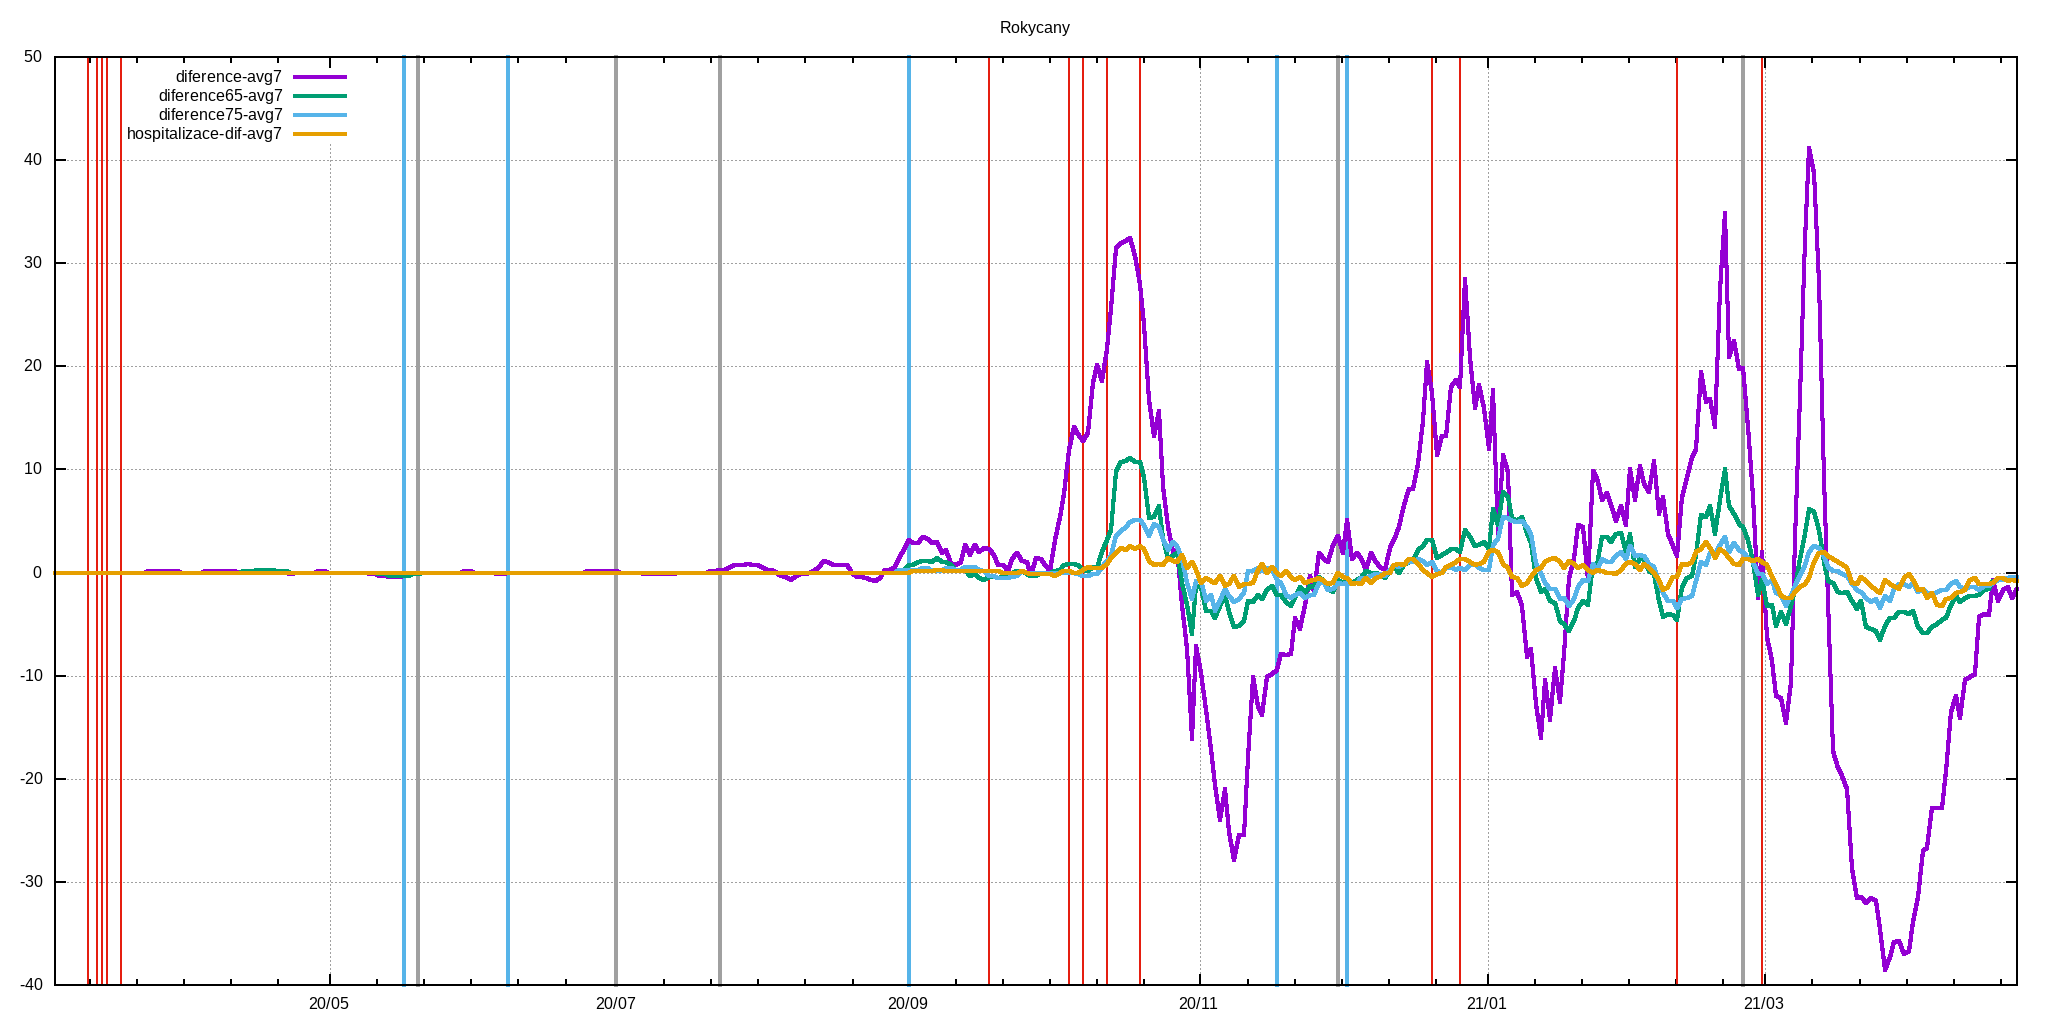 Rokycany
50
diference-avg7
diference65-avg7
diference75-avg7
hospitalizace-dif-avg7
40
30
20
10
0
-10
-20
-30
-40
20/05 20/07 20/09 20/11 21/01 21/03